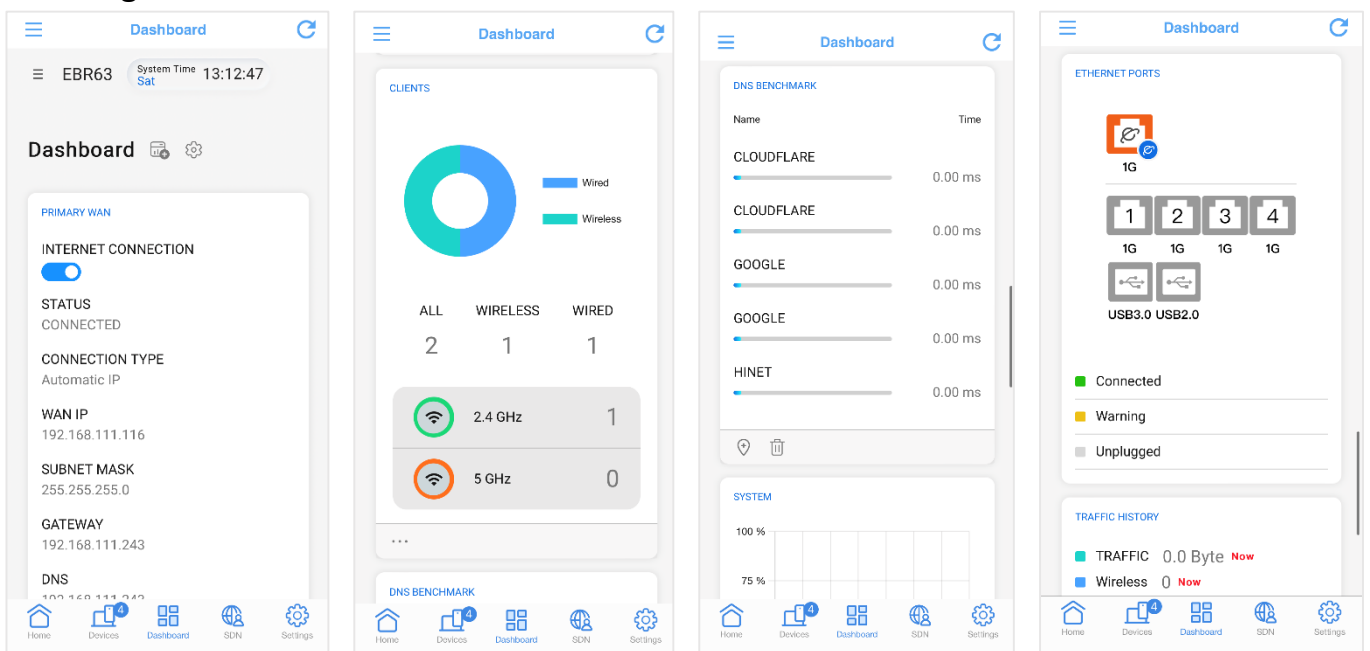 Dashboard
EBR63
System Time
Sat
13:12:47
Dashboard
PRIMARY WAN
INTERNET CONNECTION
STATUS
CONNECTED
CONNECTION TYPE
Automatic IP
WAN IP
192.168.111.116
SUBNET MASK
255.255.255.0
GATEWAY
192.168.111.243
DNS
4
Home Devices Dashboard SDN Settings
Dashboard
CLIENTS
Wired
Wireless
ALL WIRELESS WIRED
2 1 1
2.4 GHz 1
5 GHz 0
...
DNS BENCHMARK
4
Home Devices Dashboard SDN Settings
Dashboard
DNS BENCHMARK
Name Time
CLOUDFLARE
0.00 ms
CLOUDFLARE
0.00 ms
GOOGLE
0.00 ms
GOOGLE
0.00 ms
HINET
0.00 ms
SYSTEM
100 %
75 %
4
Home Devices Dashboard SDN Settings
Dashboard
ETHERNET PORTS
1G
1 2 3 4
1G 1G 1G 1G
USB3.0 USB2.0
Connected
Warning
Unplugged
TRAFFIC HISTORY
TRAFFIC 0.0 Byte Now
Wireless 0 Now
4
Home Devices Dashboard SDN Settings